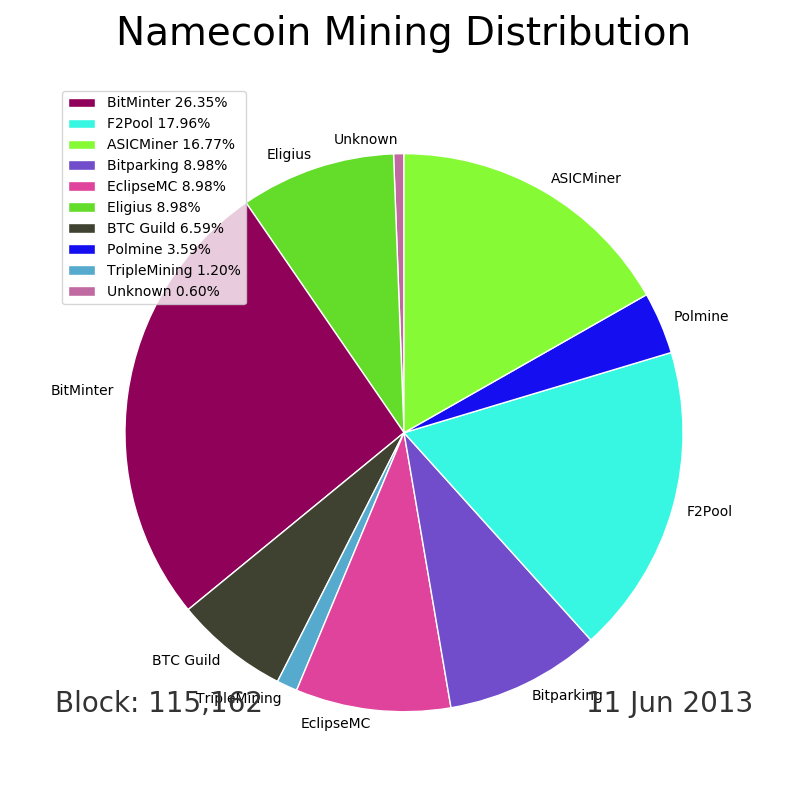 Namecoin Mining Distribution
BitMinter 26.35%
F2Pool 17.96%
ASICMiner 16.77%
Bitparking 8.98%
EclipseMC 8.98%
Eligius 8.98%
BTC Guild 6.59%
Polmine 3.59%
TripleMining 1.20%
Unknown 0.60%
Unknown
Eligius
ASICMiner
Polmine
BitMinter
F2Pool
BTC Guild
TripleMining
Bitparking
EclipseMC
Block: 115,162
11 Jun 2013